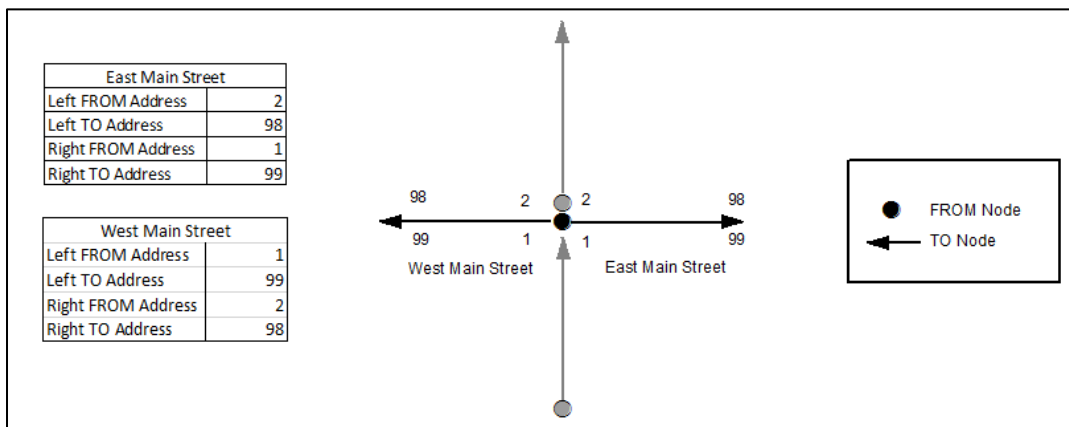 East Main Street
Left FROM Address 2
Left TO Address 98
Right FROM Address 1
Right TO Address 99
West Main Street
Left FROM Address 1
Left TO Address 99
Right FROM Address 2
Right TO Address 98
98 2 2 98
99 1 1 99
West Main Street East Main Street
FROM Node
TO Node